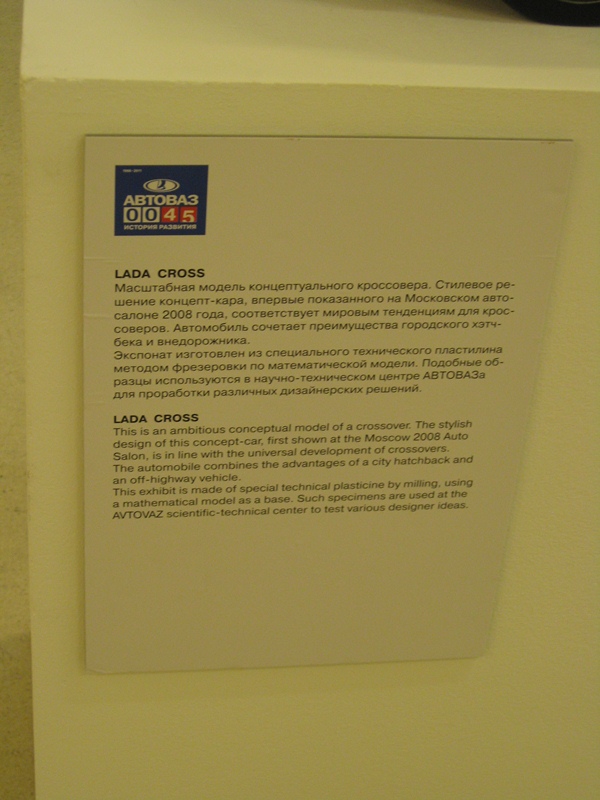 АВТОВАЗ
0045
ИСТОРИЯ РАЗВИТИЯ
LADA CROSS
Масштабная модель концептуального кроссовера. Стилевое ре-
шение концепт-кара, впервые показанного на Московском авто-
салоне 2008 года, соответствует мировым тенденциям для крос-
соверов. Автомобиль сочетает преимущества городского хэтч-
бека и внедорожника.
Экспонат изготовлен из специального технического пластилина
методом фрезеровки по математической модели. Подобные об-
разцы используются в научно-техническом центре АВТОВАЗа
для проработки различных дизайнерских решений.
LADA CROSS
This is an ambitious conceptual model of a crossover. The stylish
design of this concept-car, first shown at the Moscow 2008 Auto
Salon, is in line with the universal development of crossovers.
The automobile combines the advantages of a city hatchback and
an off-highway vehicle.
This exhibit is made of special technical plasticine by milling, using
a mathematical model as a base. Such specimens are used at the
AVTOVAZ scientific-technical center to test various designer ideas.